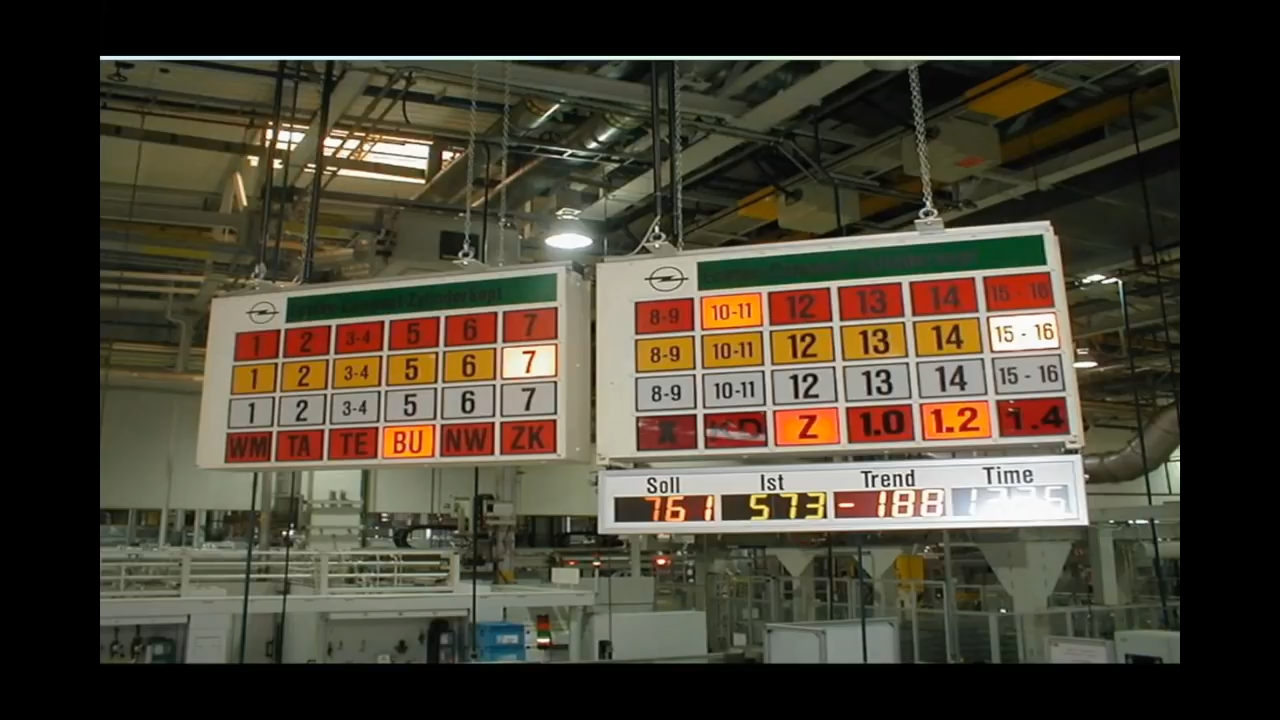 1 2 3-4 5 6 7
1 2 3-4 5 6 7
1 2 3-4 5 6 7
WM TA TE BU NW ZK
8-9 10-11 12 13 14 15-16
8-9 10-11 12 13 14 15 - 16
8-9 10-11 12 13 14 15 - 16
Z 1.0 1.2 1.4
Soll Ist Trend Time
761 573 -188